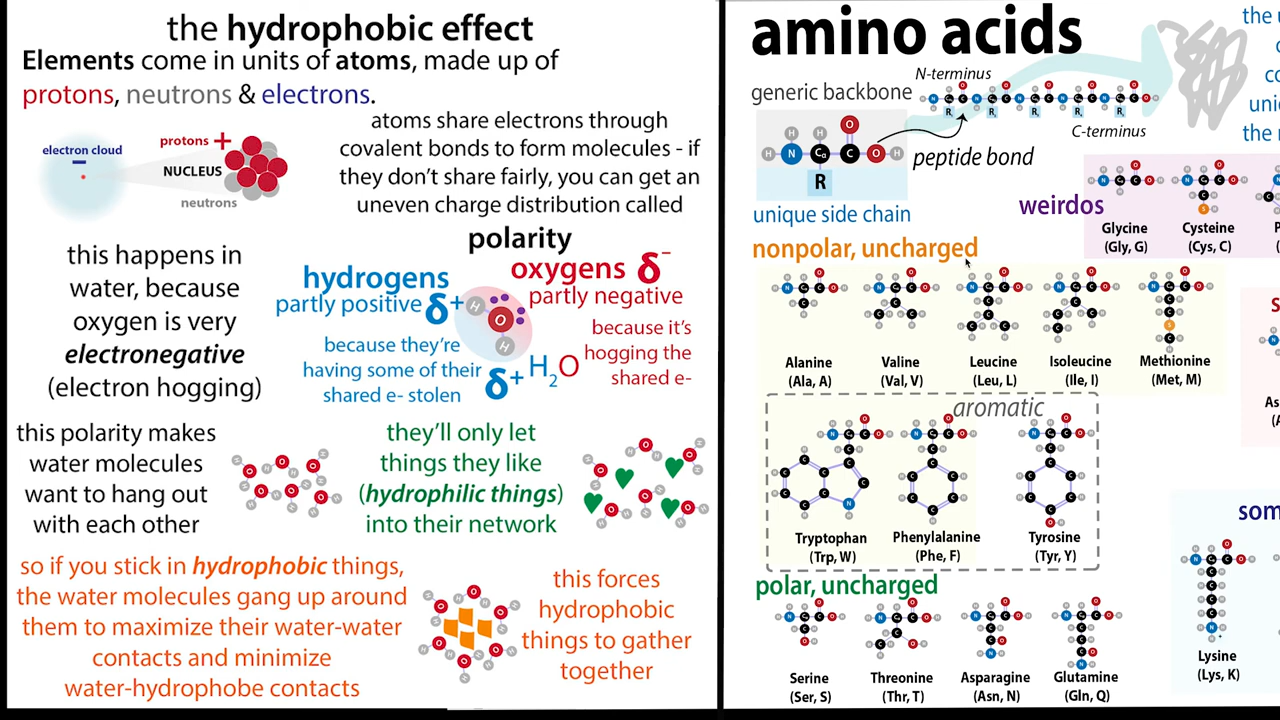 the hydrophobic effect
Elements come in units of atoms, made up of
protons, neutrons & electrons.
electron cloud
protons +
NUCLEUS
neutrons
atoms share electrons through
covalent bonds to form molecules - if
they don't share fairly, you can get an
uneven charge distribution called
polarity
this happens in
water, because
oxygen is very
electronegative
(electron hogging)
hydrogens
partly positive δ+
because they're
having some of their
shared e- stolen
δ+
H
O
H
H2O
oxygens δ-
partly negative
because it's
hogging the
shared e-
this polarity makes
water molecules
want to hang out
with each other
they'll only let
things they like
(hydrophilic things)
into their network
so if you stick in hydrophobic things,
the water molecules gang up around
them to maximize their water-water
contacts and minimize
water-hydrophobe contacts
this forces
hydrophobic
things to gather
together
amino acids
generic backbone
N-terminus
C-terminus
R R R R R
H N Cα C O H
R
peptide bond
unique side chain
weirdos
Glycine
(Gly, G)
Cysteine
(Cys, C)
nonpolar, uncharged
Alanine
(Ala, A)
Valine
(Val, V)
Leucine
(Leu, L)
Isoleucine
(Ile, I)
Methionine
(Met, M)
aromatic
Tryptophan
(Trp, W)
Phenylalanine
(Phe, F)
Tyrosine
(Tyr, Y)
polar, uncharged
Serine
(Ser, S)
Threonine
(Thr, T)
Asparagine
(Asn, N)
Glutamine
(Gln, Q)
the u
uni
the
As
som
Lysine
(Lys, K)